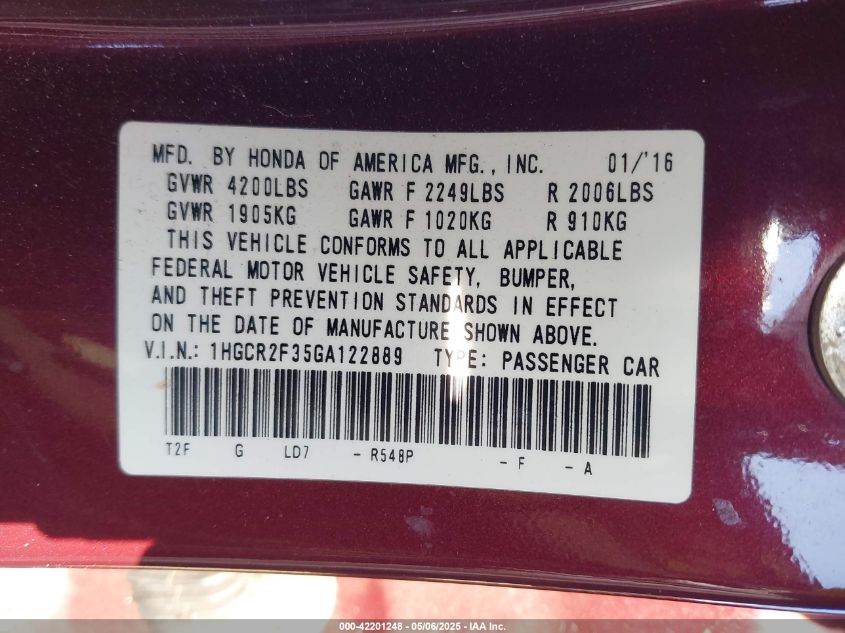 MFD. BY HONDA OF AMERICA MFG., INC. 01/'16
GVWR 4200LBS GAWR F 2249LBS R 2006LBS
GVWR 1905KG GAWR F 1020KG R 910KG
THIS VEHICLE CONFORMS TO ALL APPLICABLE
FEDERAL MOTOR VEHICLE SAFETY, BUMPER,
AND THEFT PREVENTION STANDARDS IN EFFECT
ON THE DATE OF MANUFACTURE SHOWN ABOVE.
V.I.N.: 1HGCR2F35GA122889 TYPE: PASSENGER CAR
T2F G LD7 - R548P - F - A
000-42201248 - 05/06/2025 - IAA Inc.